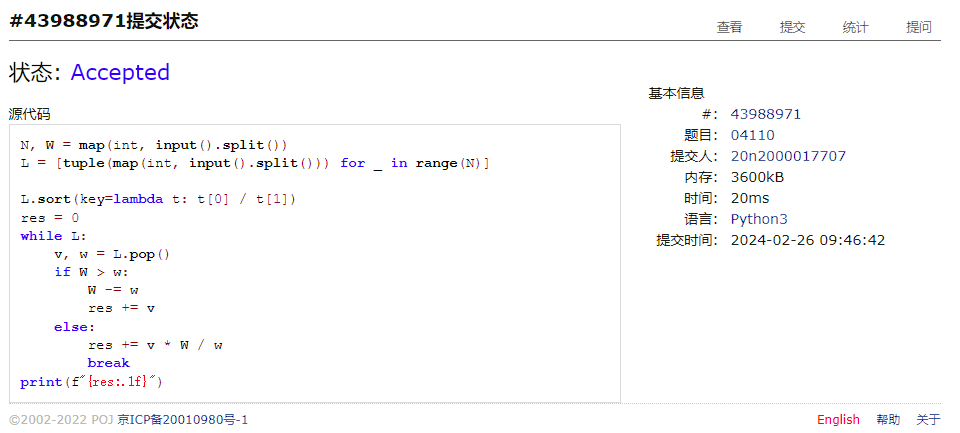 #43988971提交状态
查看 提交 统计 提问
状态: Accepted
源代码
N, W = map(int, input().split())
L = [tuple(map(int, input().split())) for _ in range(N)]
L.sort(key=lambda t: t[0] / t[1])
res = 0
while L:
    v, w = L.pop()
    if W > w:
        W -= w
        res += v
    else:
        res += v * W / w
        break
print(f"{res:.1f}")
基本信息
#: 43988971
题目: 04110
提交人: 20n2000017707
内存: 3600kB
时间: 20ms
语言: Python3
提交时间: 2024-02-26 09:46:42
©2002-2022 POJ 京ICP备20010980号-1
English 帮助 关于